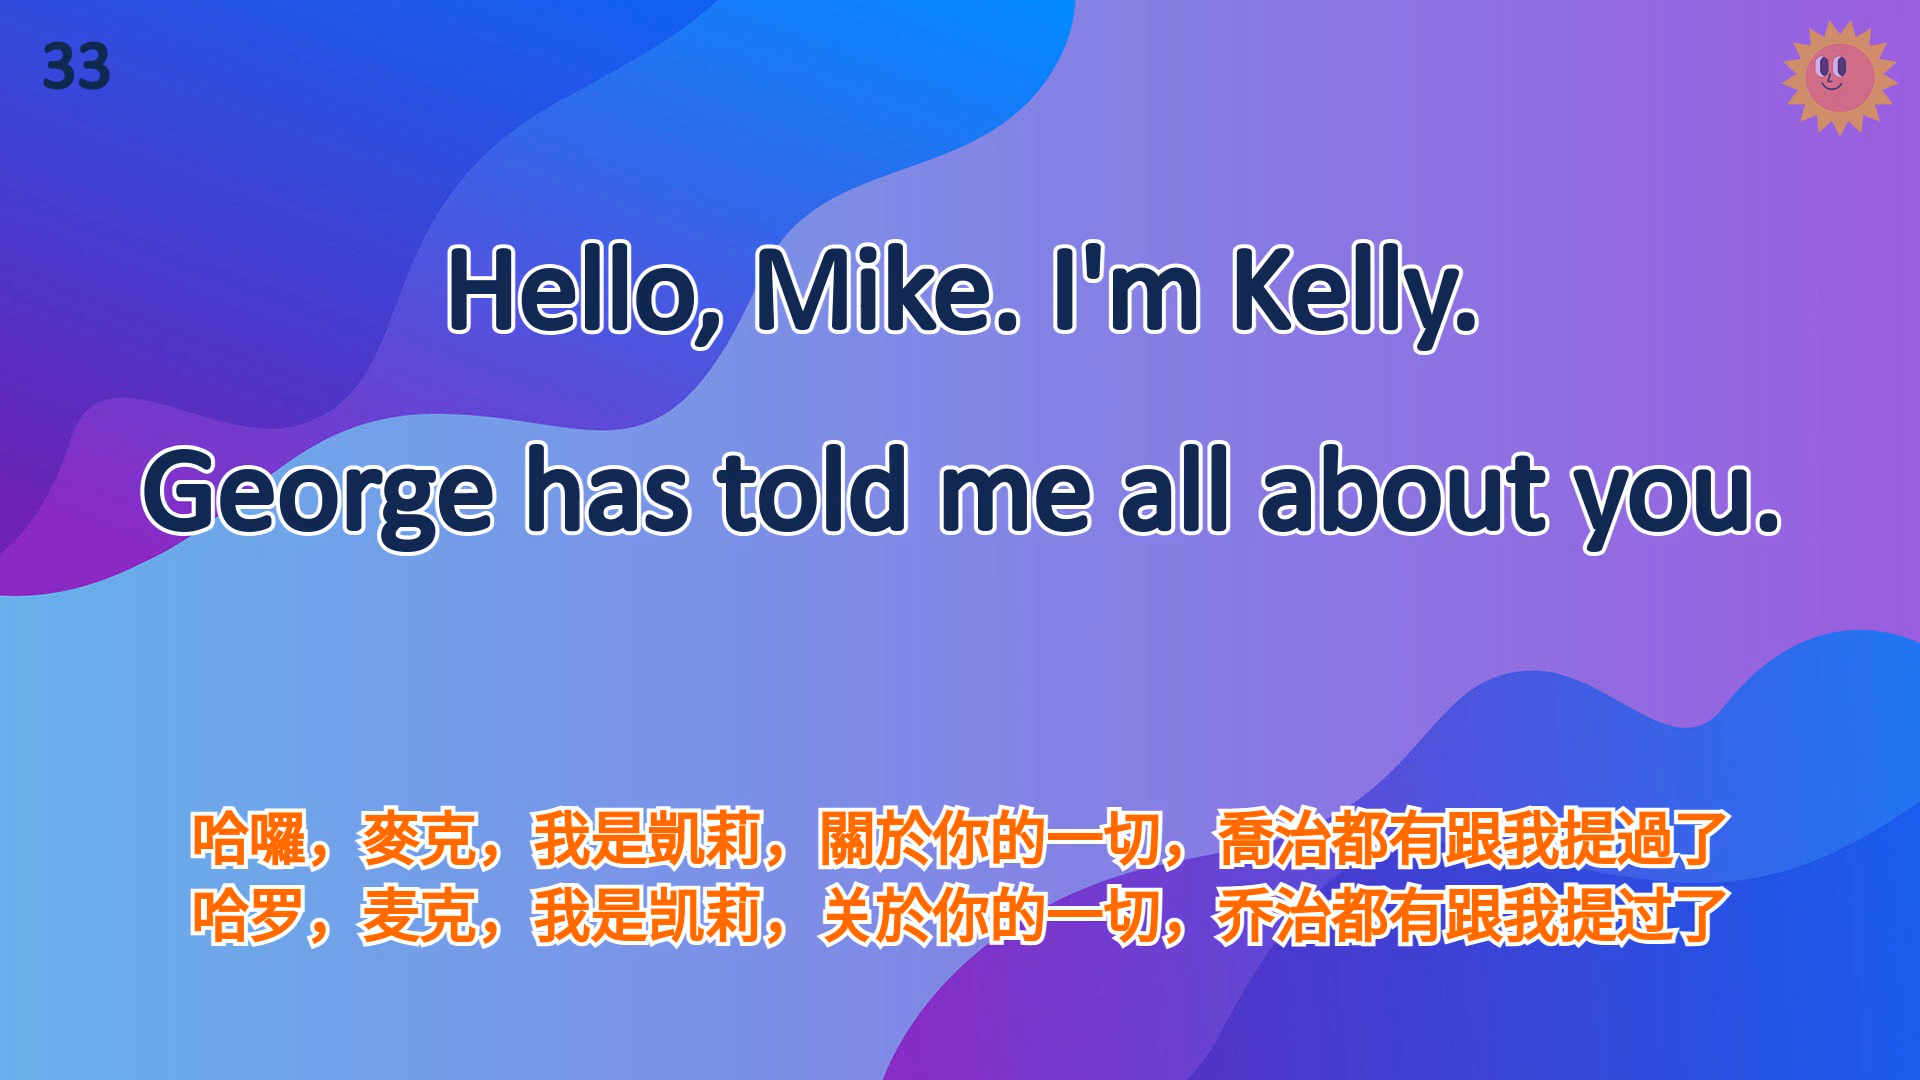 33
Hello, Mike. I'm Kelly.
George has told me all about you.
哈囉，麥克，我是凱莉，關於你的一切，喬治都有跟我提過了
哈罗，麦克，我是凯莉，关於你的一切，乔治都有跟我提过了